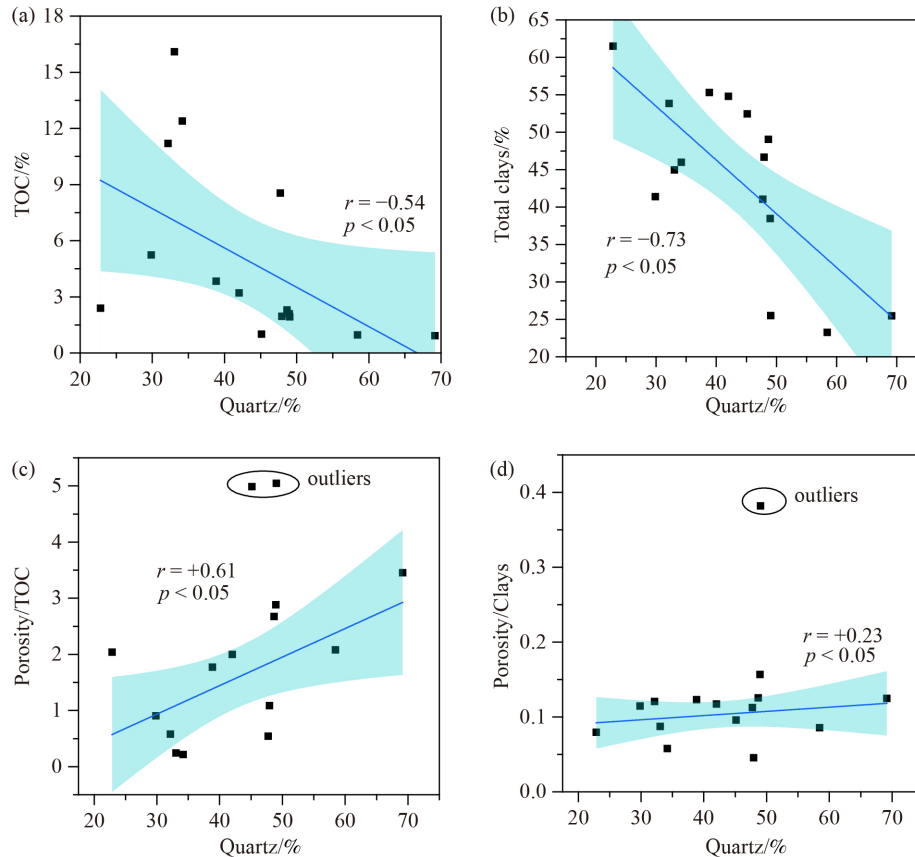 (a)
18
15
12
9
6
3
0
TOC/%
r = −0.54
p < 0.05
20 30 40 50 60 70
Quartz/%
(b)
65
60
55
50
45
40
35
30
25
20
Total clays/%
r = −0.73
p < 0.05
20 30 40 50 60 70
Quartz/%
(c)
5
4
3
2
1
0
Porosity/TOC
outliers
r = +0.61
p < 0.05
20 30 40 50 60 70
Quartz/%
(d)
0.4
0.3
0.2
0.1
0.0
Porosity/Clays
outliers
r = +0.23
p < 0.05
20 30 40 50 60 70
Quartz/%